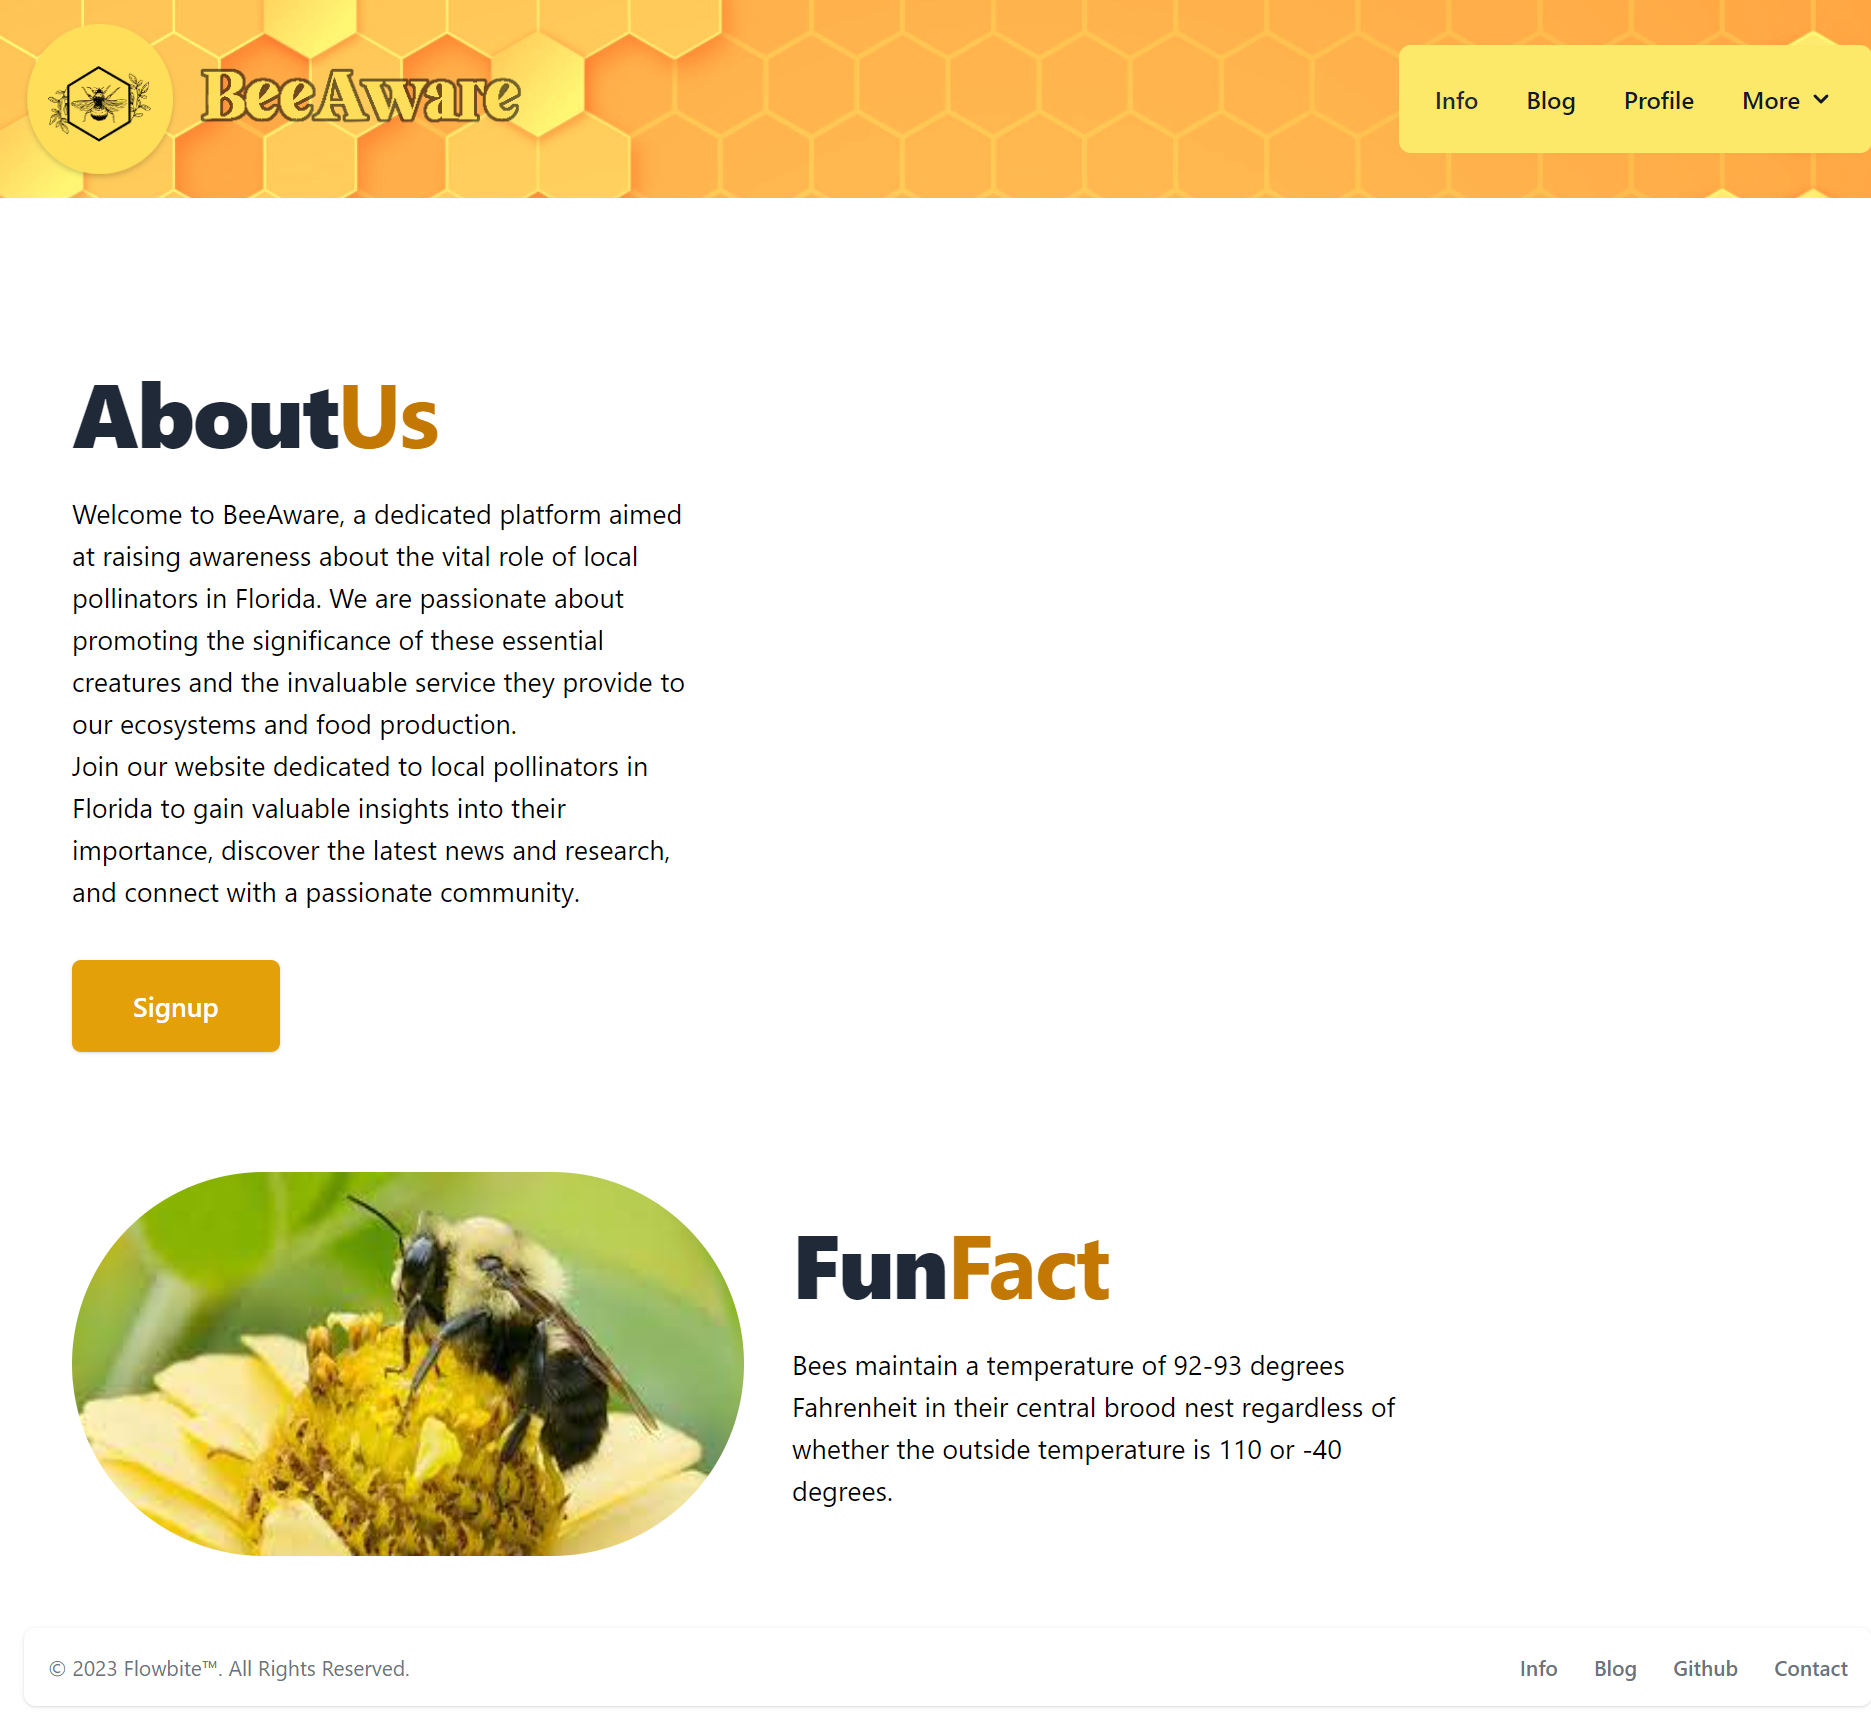 BeeAware
Info Blog Profile More
AboutUs
Welcome to BeeAware, a dedicated platform aimed
at raising awareness about the vital role of local
pollinators in Florida. We are passionate about
promoting the significance of these essential
creatures and the invaluable service they provide to
our ecosystems and food production.
Join our website dedicated to local pollinators in
Florida to gain valuable insights into their
importance, discover the latest news and research,
and connect with a passionate community.
Signup
FunFact
Bees maintain a temperature of 92-93 degrees
Fahrenheit in their central brood nest regardless of
whether the outside temperature is 110 or -40
degrees.
© 2023 Flowbite™. All Rights Reserved.
Info Blog Github Contact